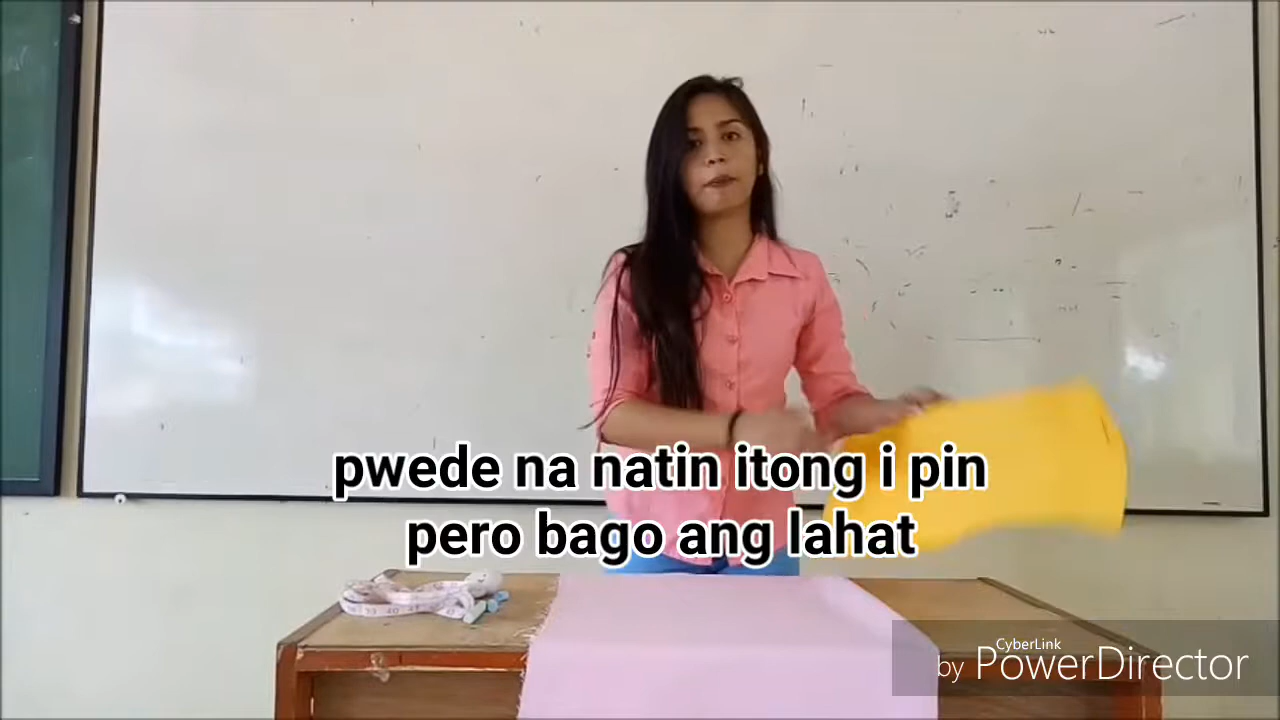 pwede na natin itong i pin
pero bago ang lahat
CyberLink
by PowerDirector